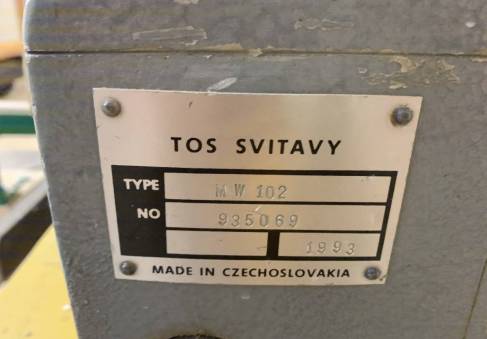 TOS SVITAVY
TYPE MW 102
NO 935069
1993
MADE IN CZECHOSLOVAKIA